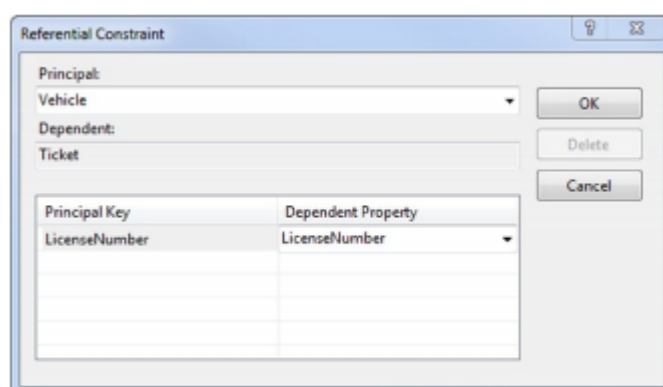 Referential Constraint
Principal:
Vehicle
OK
Dependent:
Ticket
Delete
Cancel
Principal Key Dependent Property
LicenseNumber LicenseNumber